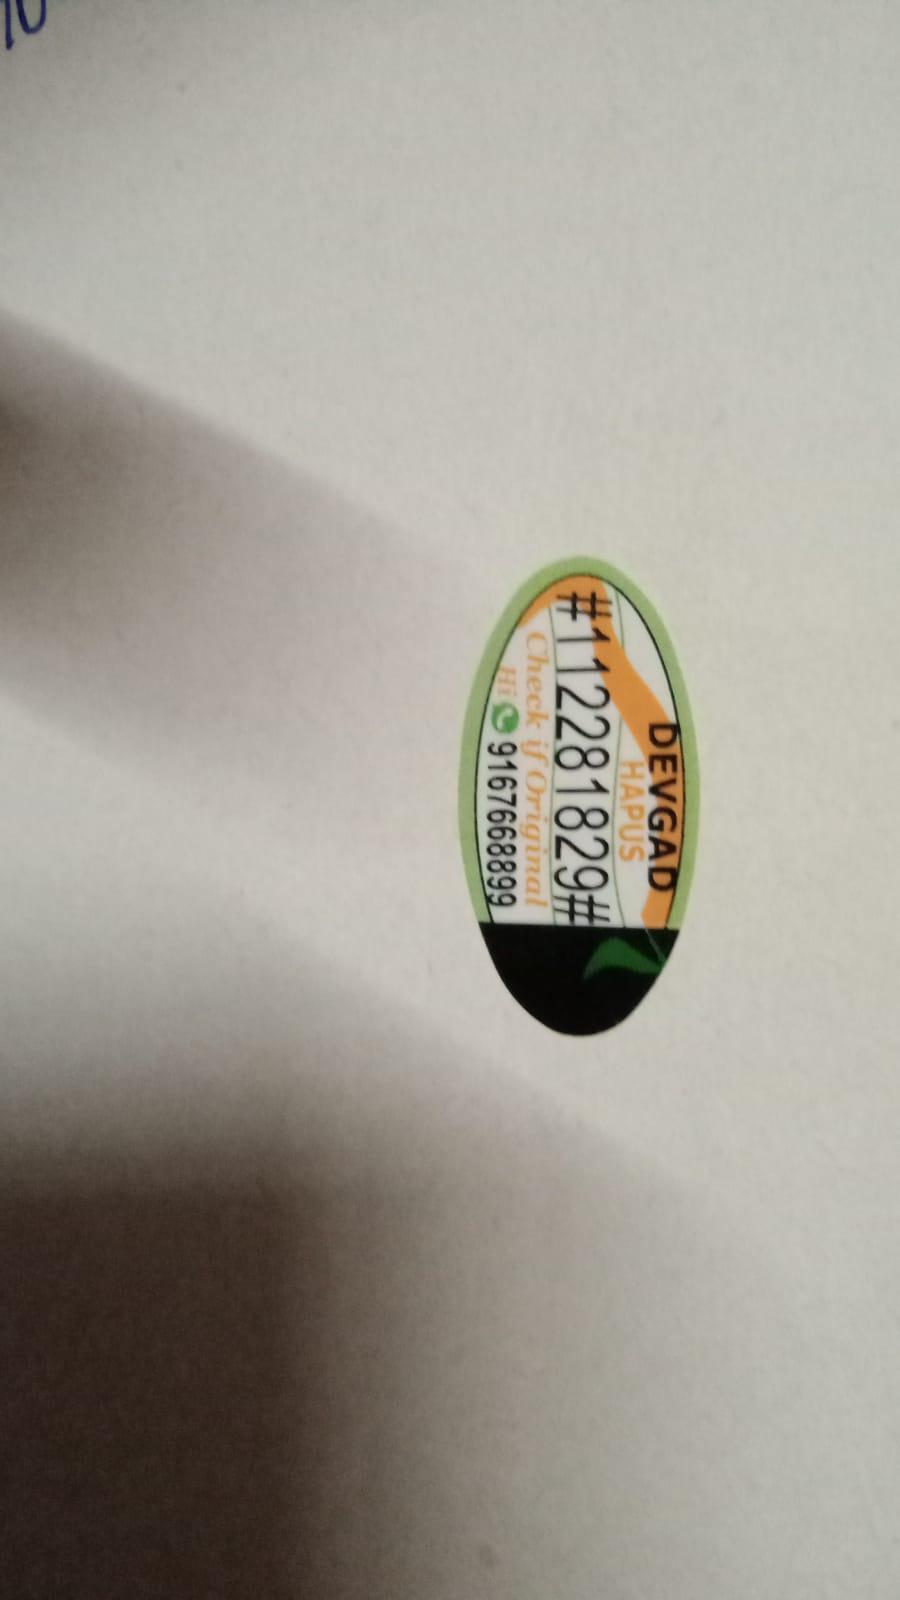 DEVGAD
HAPUS
#112281829#
Check if Original
Hi 9167668899